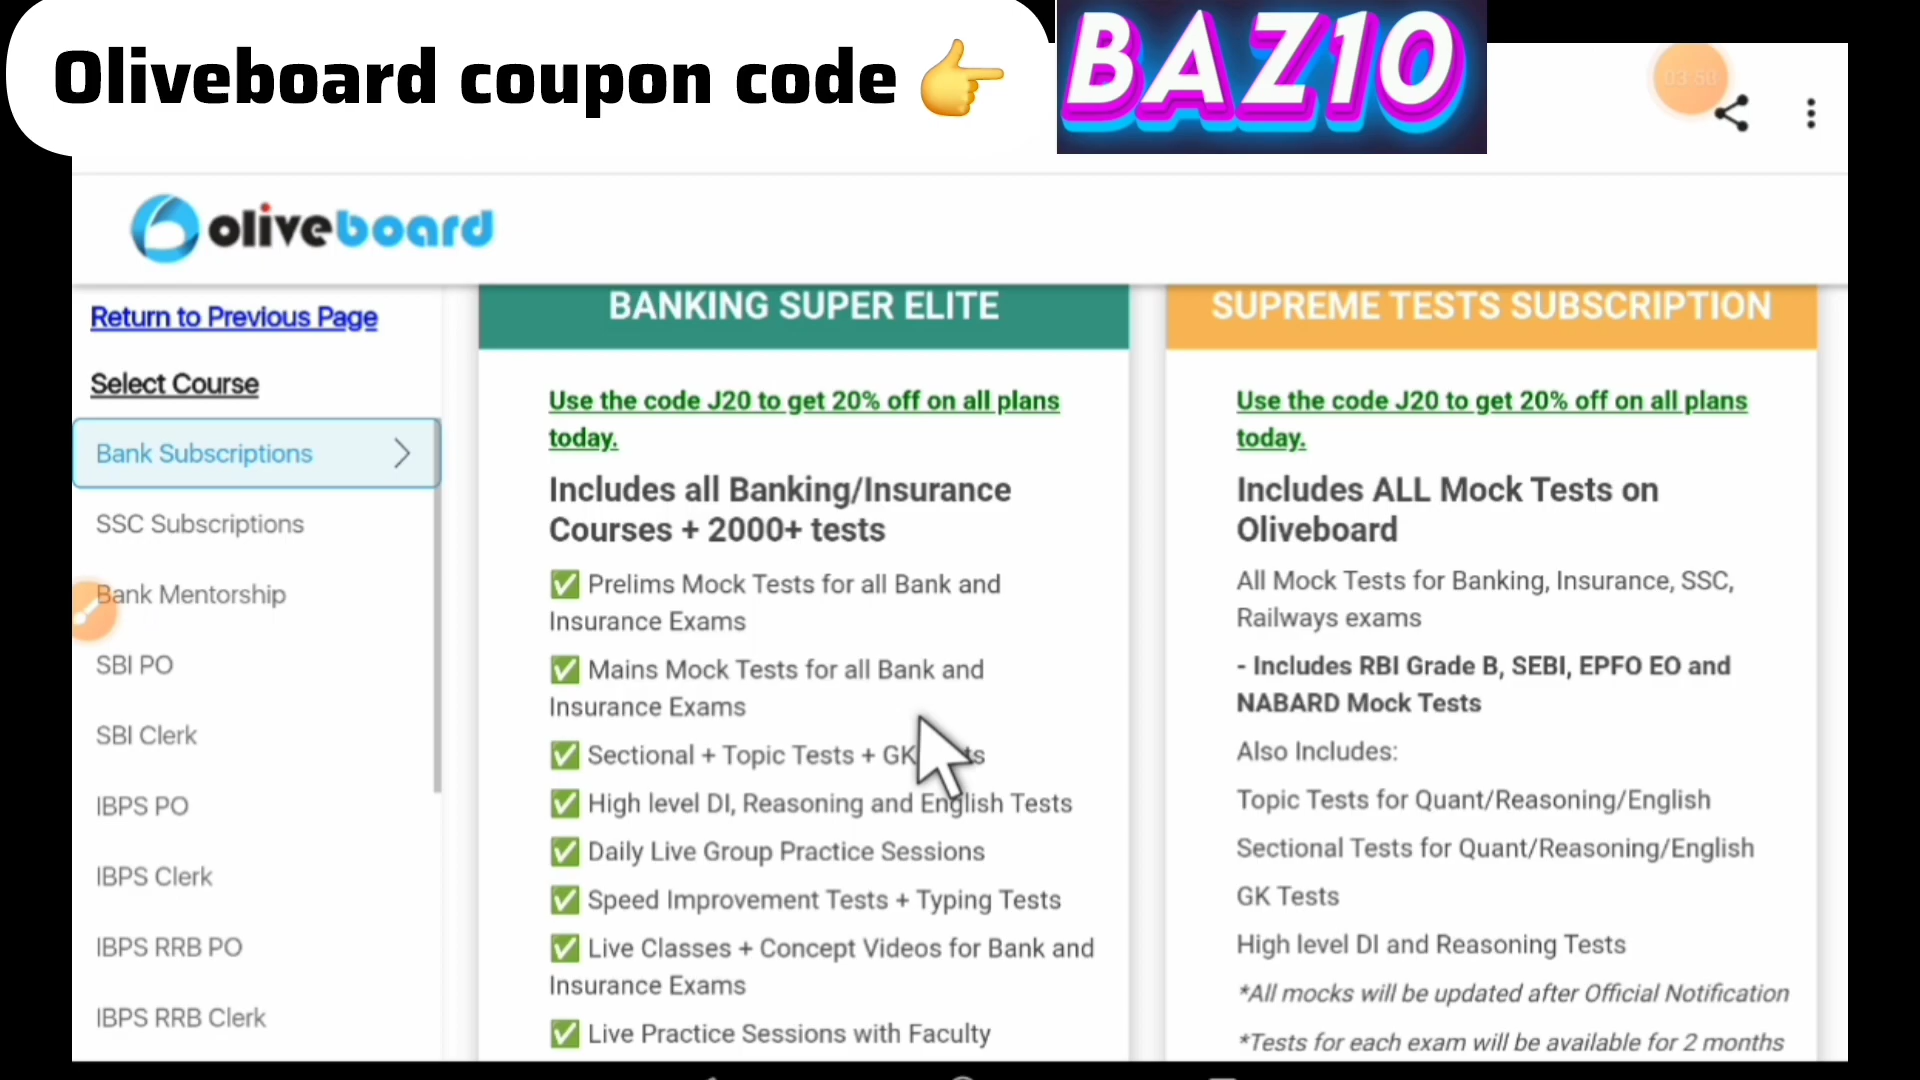 Oliveboard coupon code 👉 BAZ10
03:50
oliveboard
Return to Previous Page
Select Course
Bank Subscriptions
SSC Subscriptions
Bank Mentorship
SBI PO
SBI Clerk
IBPS PO
IBPS Clerk
IBPS RRB PO
IBPS RRB Clerk
BANKING SUPER ELITE
Use the code J20 to get 20% off on all plans
today.
Includes all Banking/Insurance
Courses + 2000+ tests
✅ Prelims Mock Tests for all Bank and
Insurance Exams
✅ Mains Mock Tests for all Bank and
Insurance Exams
✅ Sectional + Topic Tests + GK
✅ High level DI, Reasoning and English Tests
✅ Daily Live Group Practice Sessions
✅ Speed Improvement Tests + Typing Tests
✅ Live Classes + Concept Videos for Bank and
Insurance Exams
✅ Live Practice Sessions with Faculty
SUPREME TESTS SUBSCRIPTION
Use the code J20 to get 20% off on all plans
today.
Includes ALL Mock Tests on
Oliveboard
All Mock Tests for Banking, Insurance, SSC,
Railways exams
- Includes RBI Grade B, SEBI, EPFO EO and
NABARD Mock Tests
Also Includes:
Topic Tests for Quant/Reasoning/English
Sectional Tests for Quant/Reasoning/English
GK Tests
High level DI and Reasoning Tests
*All mocks will be updated after Official Notification
*Tests for each exam will be available for 2 months